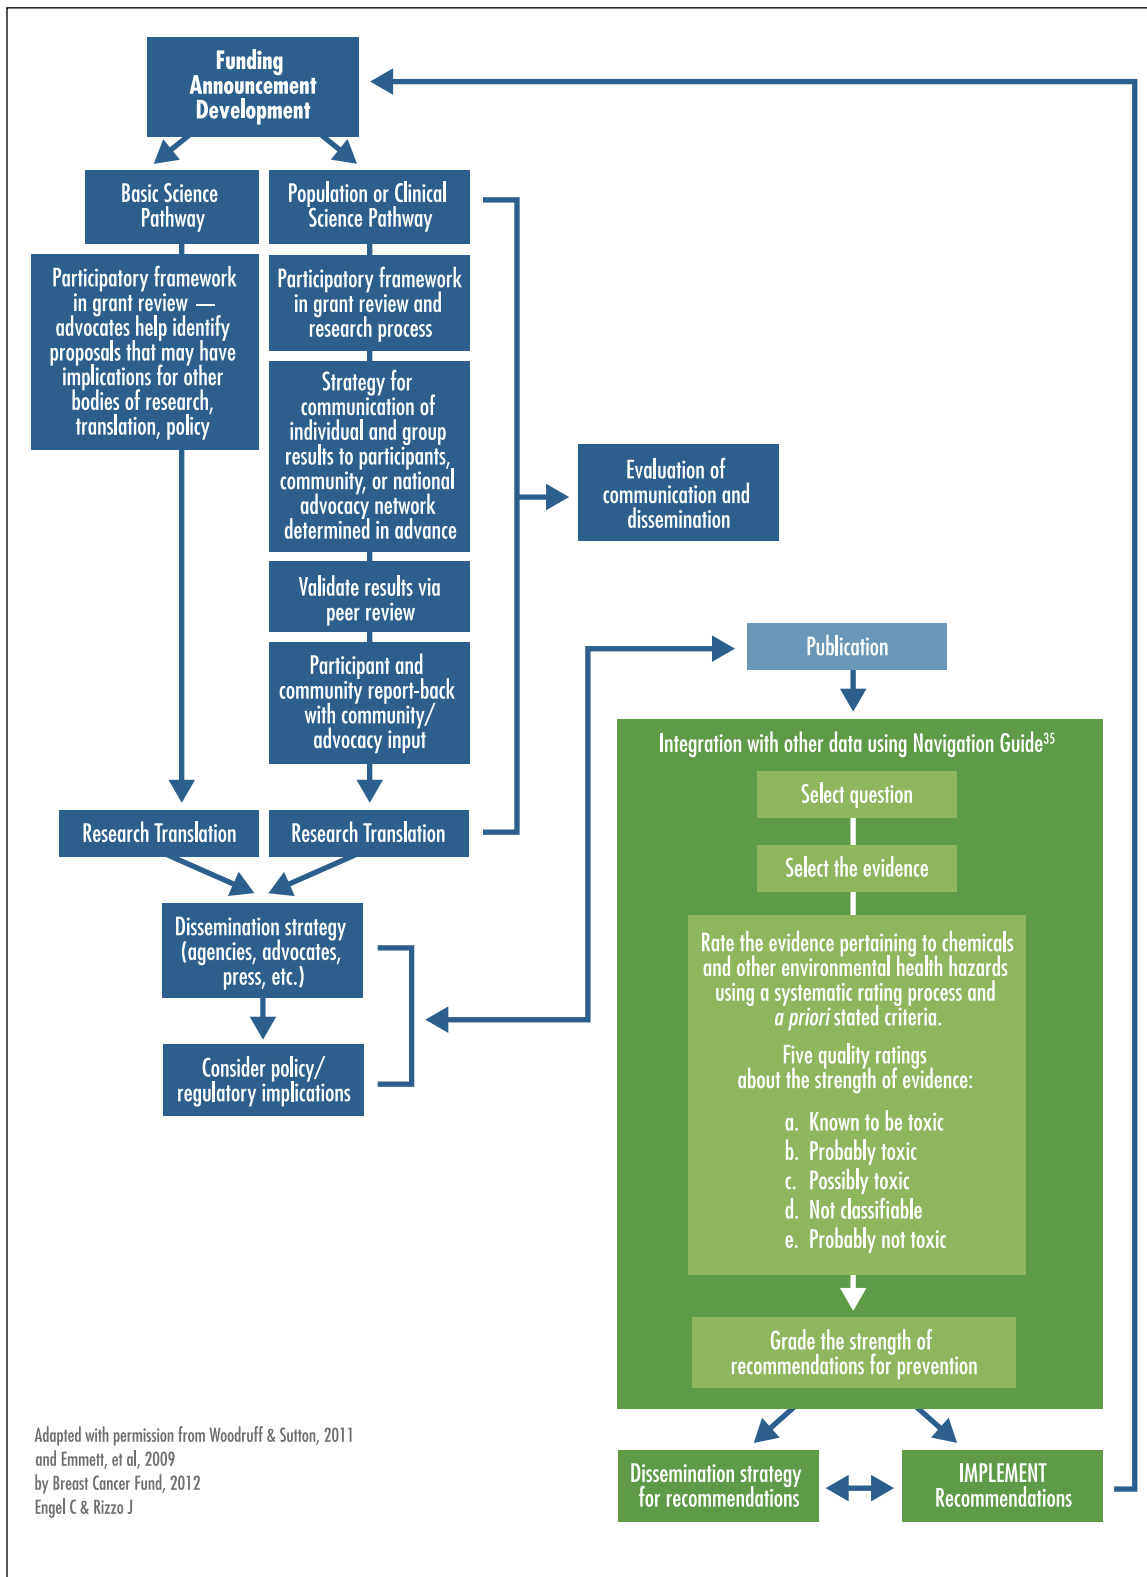 Funding
Announcement
Development
Basic Science
Pathway
Population or Clinical
Science Pathway
Participatory framework
in grant review —
advocates help identify
proposals that may have
implications for other
bodies of research,
translation, policy
Participatory framework
in grant review and
research process
Strategy for
communication of
individual and group
results to participants,
community, or national
advocacy network
determined in advance
Validate results via
peer review
Participant and
community report-back
with community/
advocacy input
Research Translation
Research Translation
Evaluation of
communication and
dissemination
Dissemination strategy
(agencies, advocates,
press, etc.)
Consider policy/
regulatory implications
Publication
Integration with other data using Navigation Guide35
Select question
Select the evidence
Rate the evidence pertaining to chemicals
and other environmental health hazards
using a systematic rating process and
a priori stated criteria.
Five quality ratings
about the strength of evidence:
a. Known to be toxic
b. Probably toxic
c. Possibly toxic
d. Not classifiable
e. Probably not toxic
Grade the strength of
recommendations for prevention
Dissemination strategy
for recommendations
IMPLEMENT
Recommendations
Adapted with permission from Woodruff & Sutton, 2011
and Emmett, et al, 2009
by Breast Cancer Fund, 2012
Engel C & Rizzo J